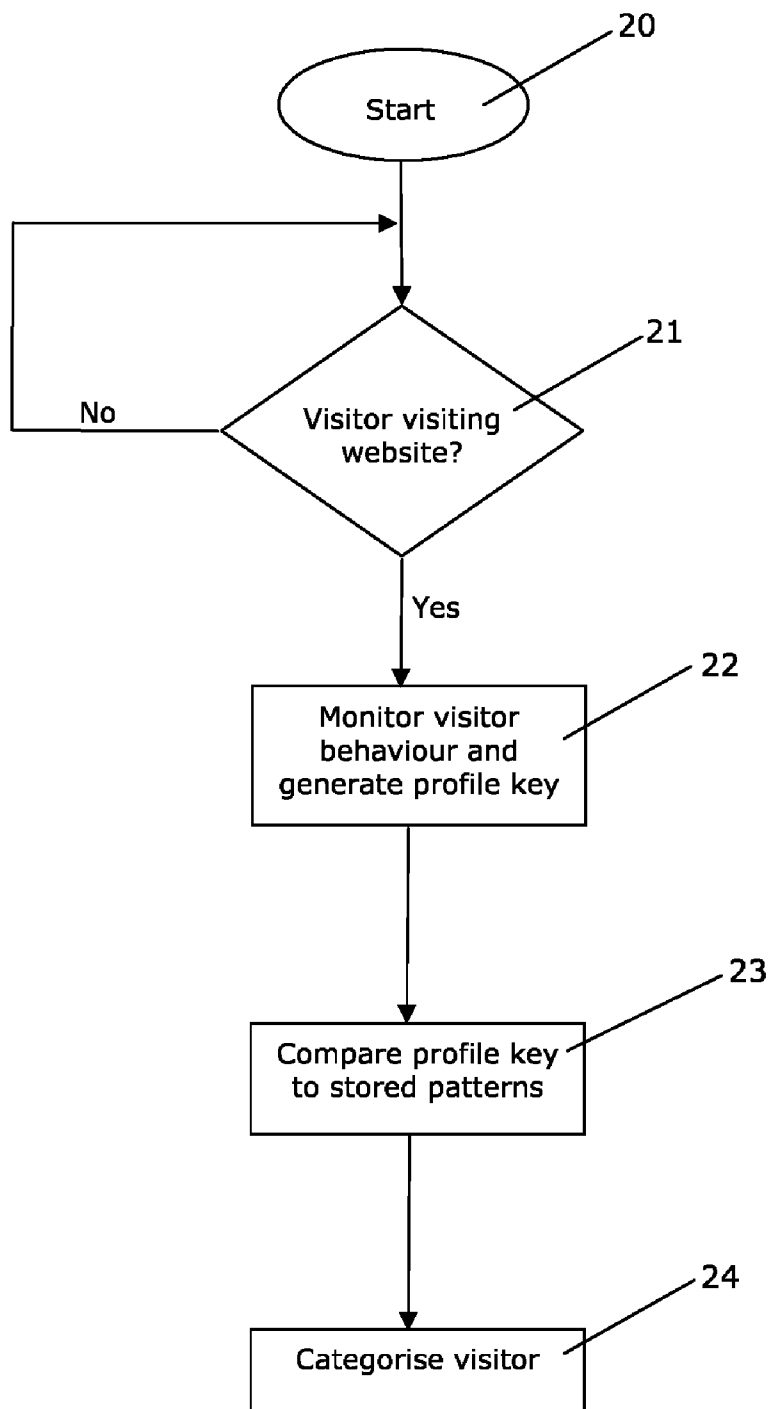 20
Start
21
Visitor visiting
website?
No
Yes
22
Monitor visitor
behaviour and
generate profile key
23
Compare profile key
to stored patterns
24
Categorise visitor